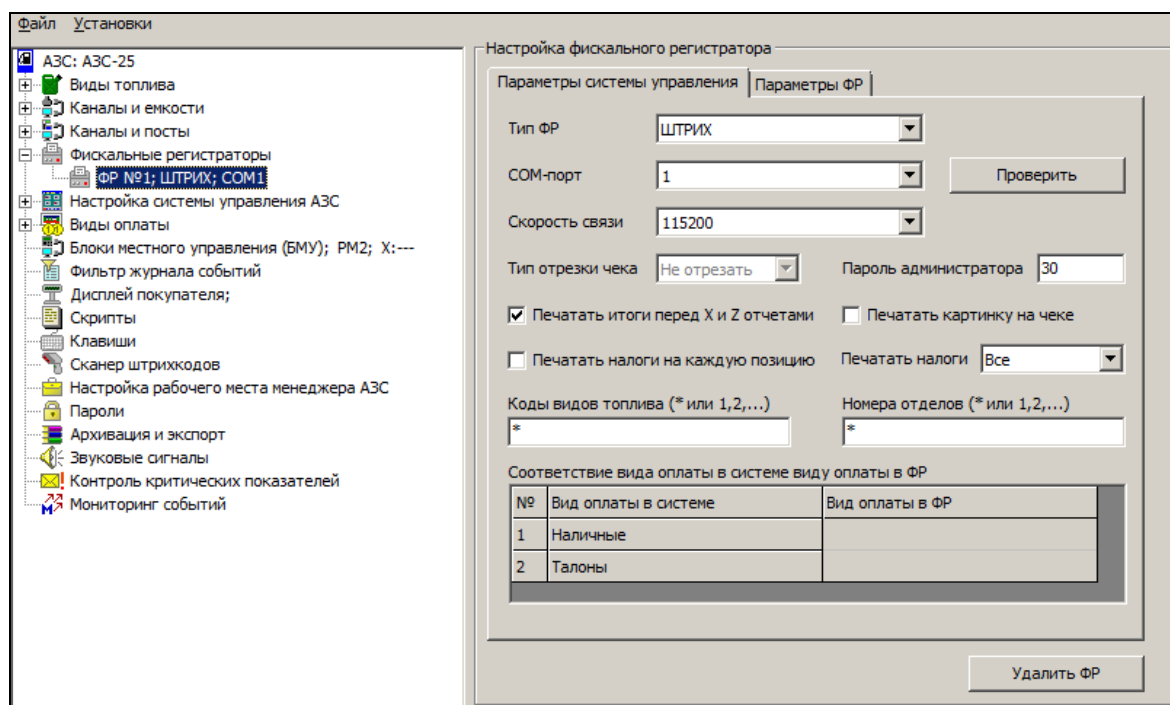 Файл Установки
АЗС: АЗС-25
Виды топлива
Каналы и емкости
Каналы и посты
Фискальные регистраторы
ФР №1; ШТРИХ; COM1
Настройка системы управления АЗС
Виды оплаты
Блоки местного управления (БМУ); РМ2; X:---
Фильтр журнала событий
Дисплей покупателя;
Скрипты
Клавиши
Сканер штрихкодов
Настройка рабочего места менеджера АЗС
Пароли
Архивация и экспорт
Звуковые сигналы
Контроль критических показателей
Мониторинг событий
Настройка фискального регистратора
Параметры системы управления Параметры ФР
Тип ФР ШТРИХ
COM-порт 1 Проверить
Скорость связи 115200
Тип отрезки чека Не отрезать Пароль администратора 30
Печатать итоги перед X и Z отчетами Печатать картинку на чеке
Печатать налоги на каждую позицию Печатать налоги Все
Коды видов топлива (* или 1,2,...) Номера отделов (* или 1,2,...)
* *
Соответствие вида оплаты в системе виду оплаты в ФР
№ Вид оплаты в системе Вид оплаты в ФР
1 Наличные
2 Талоны
Удалить ФР